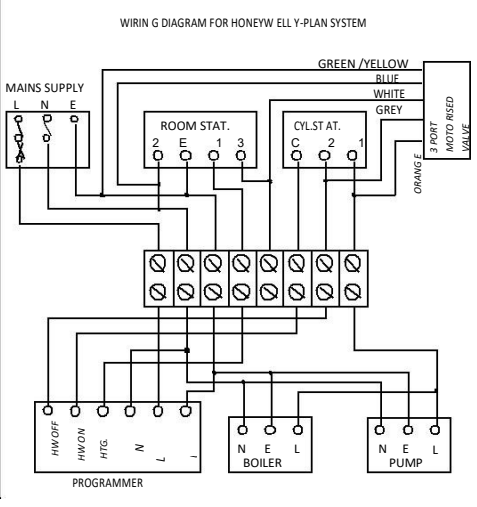 WIRIN G DIAGRAM FOR HONEYW ELL Y-PLAN SYSTEM
GREEN /YELLOW
BLUE
WHITE
GREY
ORANG E
3 PORT
MOTO RISED
VALVE
MAINS SUPPLY
L N E
ROOM STAT.
2 E 1 3
CYL.ST AT.
C 2 1
HW OFF
HW ON
HTG.
N
L
I
PROGRAMMER
N E L
BOILER
N E L
PUMP